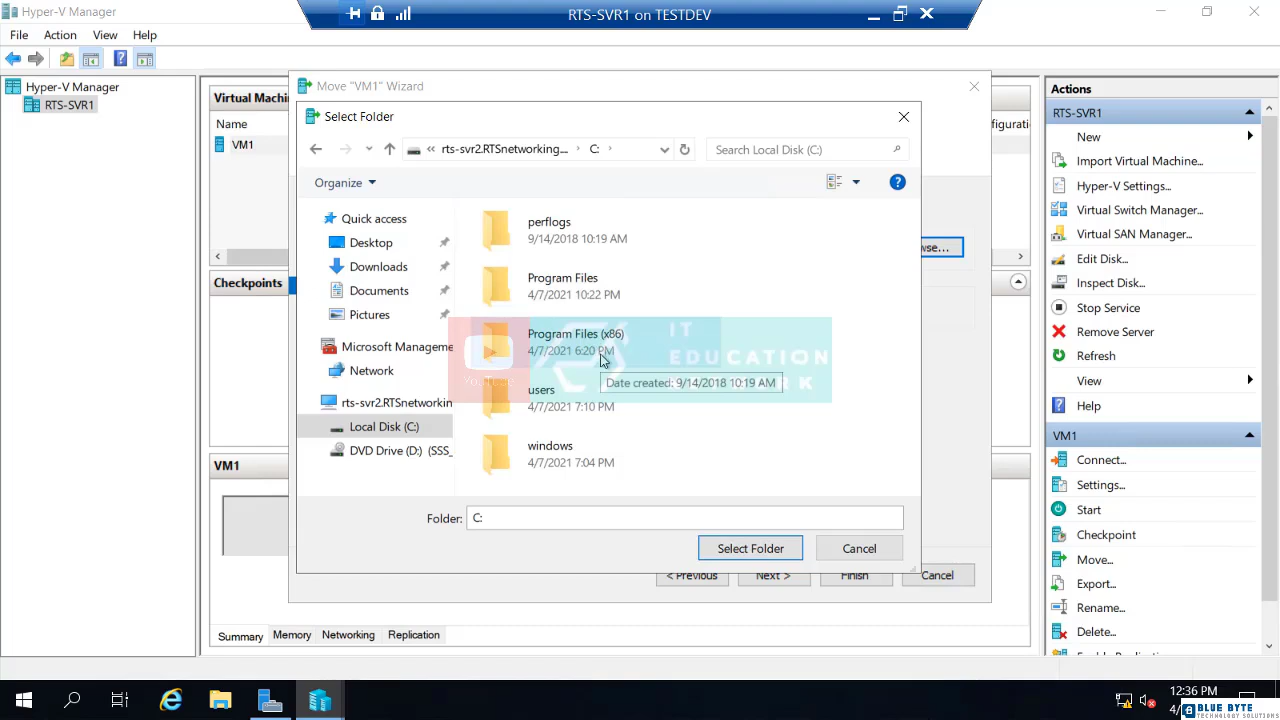 Hyper-V Manager
RTS-SVR1 on TESTDEV
File Action View Help
Hyper-V Manager
RTS-SVR1
Virtual Machi
Name
VM1
Checkpoints
VM1
Summary Memory Networking Replication
Move "VM1" Wizard
Select Folder
« rts-svr2.RTSnetworking.... › C: ›
Search Local Disk (C:)
Organize
Quick access
Desktop
Downloads
Documents
Pictures
Microsoft Manageme
Network
rts-svr2.RTSnetworkin
Local Disk (C:)
DVD Drive (D:) (SSS_
perflogs
9/14/2018 10:19 AM
Program Files
4/7/2021 10:22 PM
Program Files (x86)
4/7/2021 6:20 PM
users
4/7/2021 7:10 PM
windows
4/7/2021 7:04 PM
Date created: 9/14/2018 10:19 AM
YouTube
IT
EDUCATION
Folder: C:
Select Folder Cancel
< Previous Next > Finish Cancel
wse...
figurati
Actions
RTS-SVR1
New
Import Virtual Machine...
Hyper-V Settings...
Virtual Switch Manager...
Virtual SAN Manager...
Edit Disk...
Inspect Disk...
Stop Service
Remove Server
Refresh
View
Help
VM1
Connect...
Settings...
Start
Checkpoint
Move...
Export...
Rename...
Delete...
12:36 PM
BLUE BYTE
TECHNOLOGY SOLUTIONS